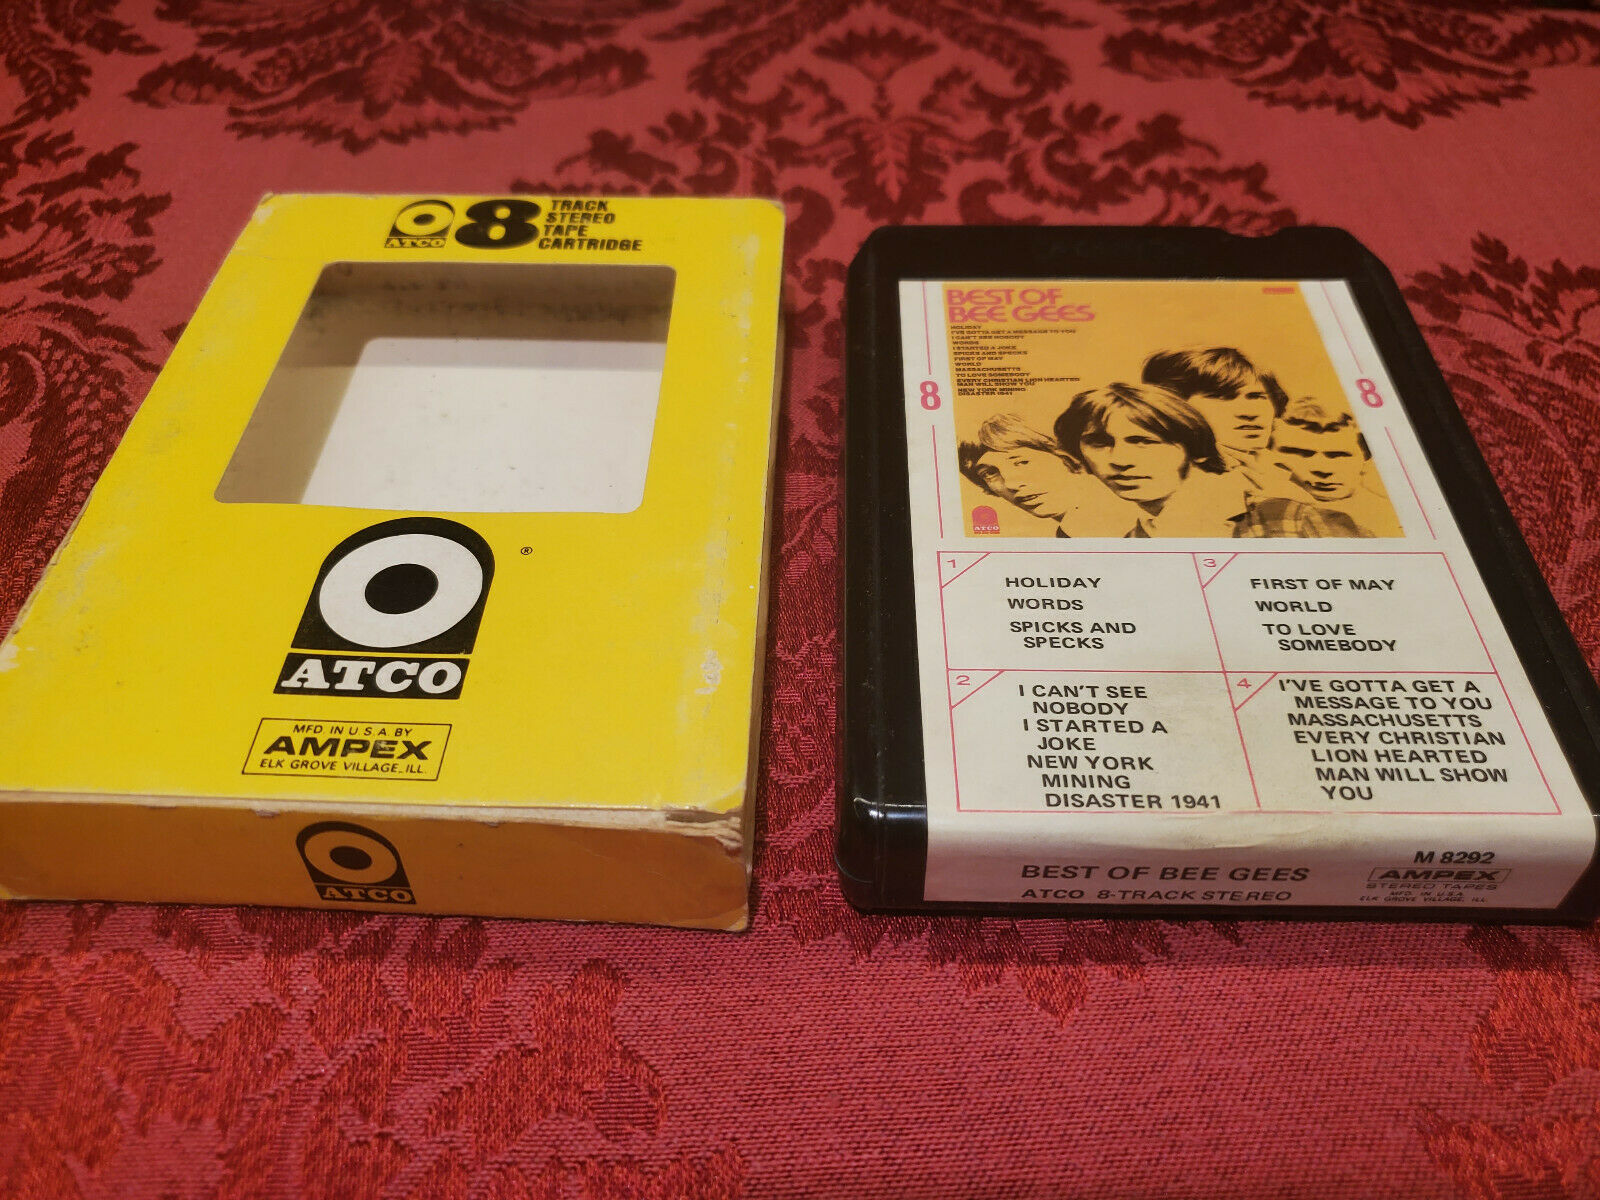 ATCO
8
TRACK
STEREO
TAPE
CARTRIDGE
®
ATCO
MFD. IN U.S.A. BY
AMPEX
ELK GROVE VILLAGE, ILL.
ATCO
BEST OF
BEE GEES
HOLIDAY
I'VE GOTTA GET A MESSAGE TO YOU
I CAN'T SEE NOBODY
WORDS
I STARTED A JOKE
SPICKS AND SPECKS
FIRST OF MAY
WORLD
MASSACHUSETTS
TO LOVE SOMEBODY
EVERY CHRISTIAN LION HEARTED
MAN WILL SHOW YOU
NEW YORK MINING
DISASTER 1941
8
8
ATCO
1
HOLIDAY
WORDS
SPICKS AND
SPECKS
2
I CAN'T SEE
NOBODY
I STARTED A
JOKE
NEW YORK
MINING
DISASTER 1941
3
FIRST OF MAY
WORLD
TO LOVE
SOMEBODY
4
I'VE GOTTA GET A
MESSAGE TO YOU
MASSACHUSETTS
EVERY CHRISTIAN
LION HEARTED
MAN WILL SHOW
YOU
BEST OF BEE GEES
ATCO 8-TRACK STEREO
M 8292
AMPEX
STEREO TAPES
MFD. IN U.S.A.
ELK GROVE VILLAGE, ILL.